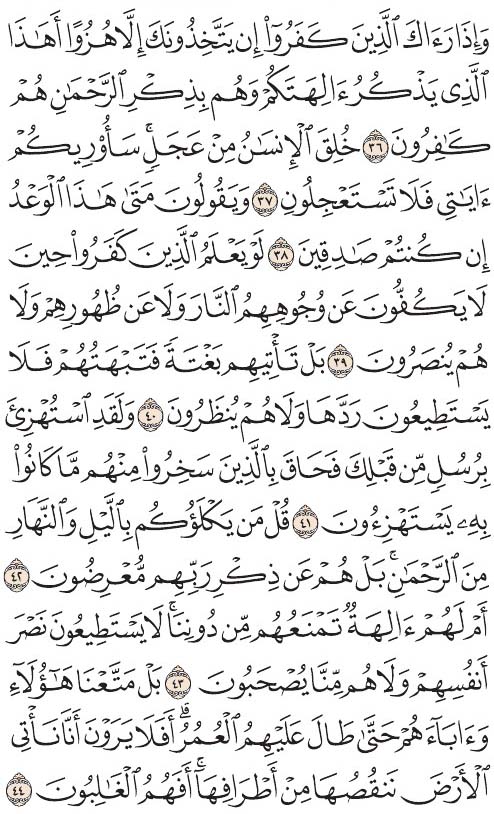 وَإِذَا رَءَاكَ ٱلَّذِينَ كَفَرُوٓا۟ إِن يَتَّخِذُونَكَ إِلَّا هُزُوًا أَهَـٰذَا
ٱلَّذِى يَذْكُرُ ءَالِهَتَكُمْ وَهُم بِذِكْرِ ٱلرَّحْمَـٰنِ هُمْ
كَـٰفِرُونَ ٣٦ خُلِقَ ٱلْإِنسَـٰنُ مِنْ عَجَلٍۚ سَأُو۟رِيكُمْ
ءَايَـٰتِى فَلَا تَسْتَعْجِلُونِ ٣٧ وَيَقُولُونَ مَتَىٰ هَـٰذَا ٱلْوَعْدُ
إِن كُنتُمْ صَـٰدِقِينَ ٣٨ لَوْ يَعْلَمُ ٱلَّذِينَ كَفَرُوا۟ حِينَ
لَا يَكُفُّونَ عَن وُجُوهِهِمُ ٱلنَّارَ وَلَا عَن ظُهُورِهِمْ وَلَا
هُمْ يُنصَرُونَ ٣٩ بَلْ تَأْتِيهِم بَغْتَةً فَتَبْهَتُهُمْ فَلَا
يَسْتَطِيعُونَ رَدَّهَا وَلَا هُمْ يُنظَرُونَ ٤٠ وَلَقَدِ ٱسْتُهْزِئَ
بِرُسُلٍ مِّن قَبْلِكَ فَحَاقَ بِٱلَّذِينَ سَخِرُوا۟ مِنْهُم مَّا كَانُوا۟
بِهِۦ يَسْتَهْزِءُونَ ٤١ قُلْ مَن يَكْلَؤُكُم بِٱلَّيْلِ وَٱلنَّهَارِ
مِنَ ٱلرَّحْمَـٰنِۚ بَلْ هُمْ عَن ذِكْرِ رَبِّهِم مُّعْرِضُونَ ٤٢
أَمْ لَهُمْ ءَالِهَةٌ تَمْنَعُهُم مِّن دُونِنَاۚ لَا يَسْتَطِيعُونَ نَصْرَ
أَنفُسِهِمْ وَلَا هُم مِّنَّا يُصْحَبُونَ ٤٣ بَلْ مَتَّعْنَا هَـٰٓؤُلَآءِ
وَءَابَآءَهُمْ حَتَّىٰ طَالَ عَلَيْهِمُ ٱلْعُمُرُۗ أَفَلَا يَرَوْنَ أَنَّا نَأْتِى
ٱلْأَرْضَ نَنقُصُهَا مِنْ أَطْرَافِهَآۚ أَفَهُمُ ٱلْغَـٰلِبُونَ ٤٤